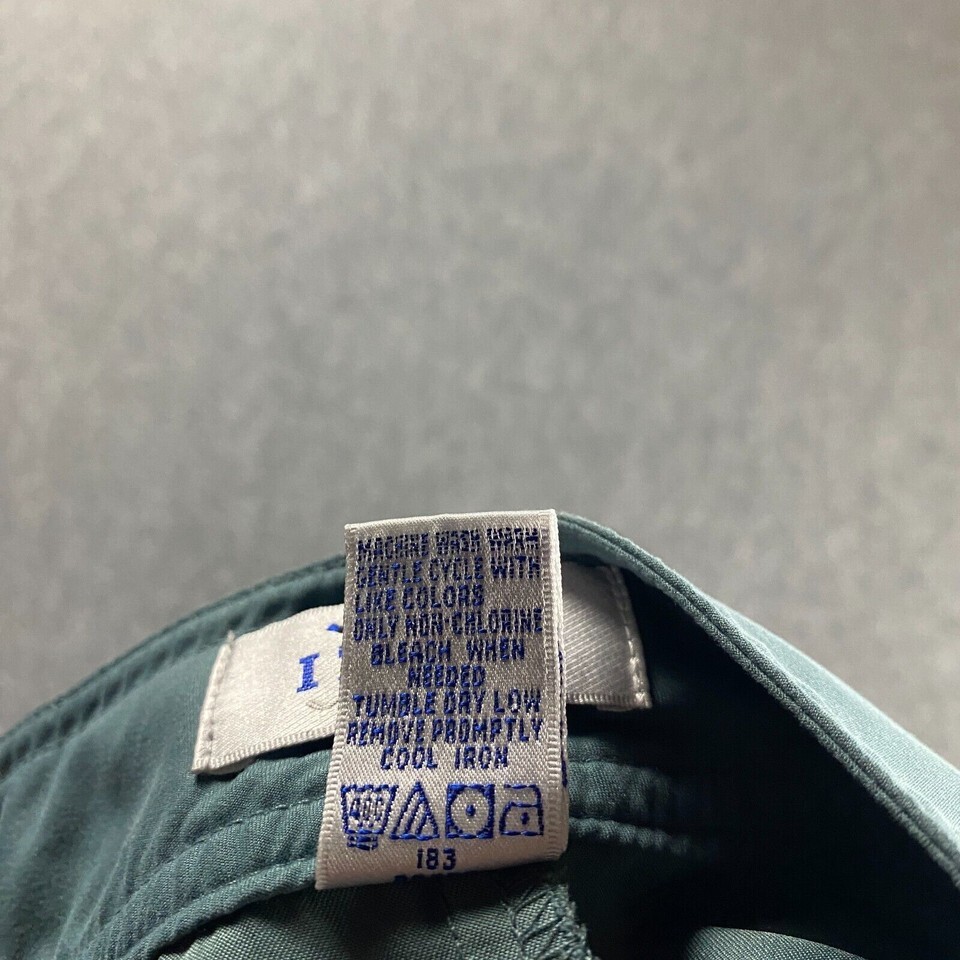 MACHINE WASH WARM
GENTLE CYCLE WITH
LIKE COLORS
ONLY NON-CHLORINE
BLEACH WHEN
NEEDED
TUMBLE DRY LOW
REMOVE PROMPTLY
COOL IRON
183